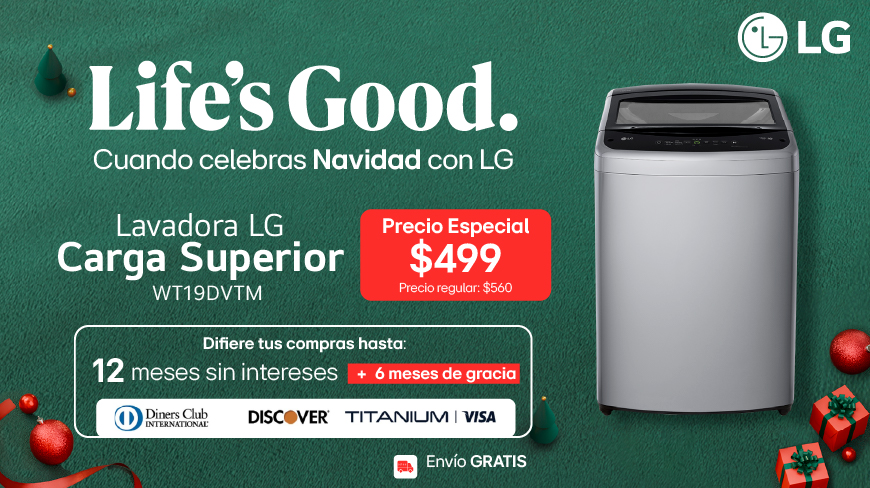 LG
Life's Good.
Cuando celebras Navidad con LG
Lavadora LG
Carga Superior
WT19DVTM
Precio Especial
$499
Precio regular: $560
Difiere tus compras hasta:
12 meses sin intereses + 6 meses de gracia
Diners Club
INTERNATIONAL
DISCOVER
TITANIUM | VISA
Envío GRATIS